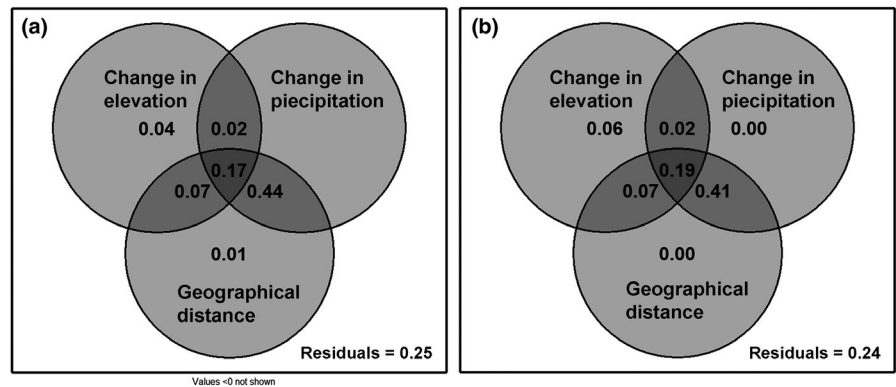 (a)
Change in
elevation
0.04
0.02
Change in
piecipitation
0.17
0.07
0.44
0.01
Geographical
distance
Residuals = 0.25
Values <0 not shown
(b)
Change in
elevation
0.06
0.02
Change in
piecipitation
0.00
0.19
0.07
0.41
0.00
Geographical
distance
Residuals = 0.24